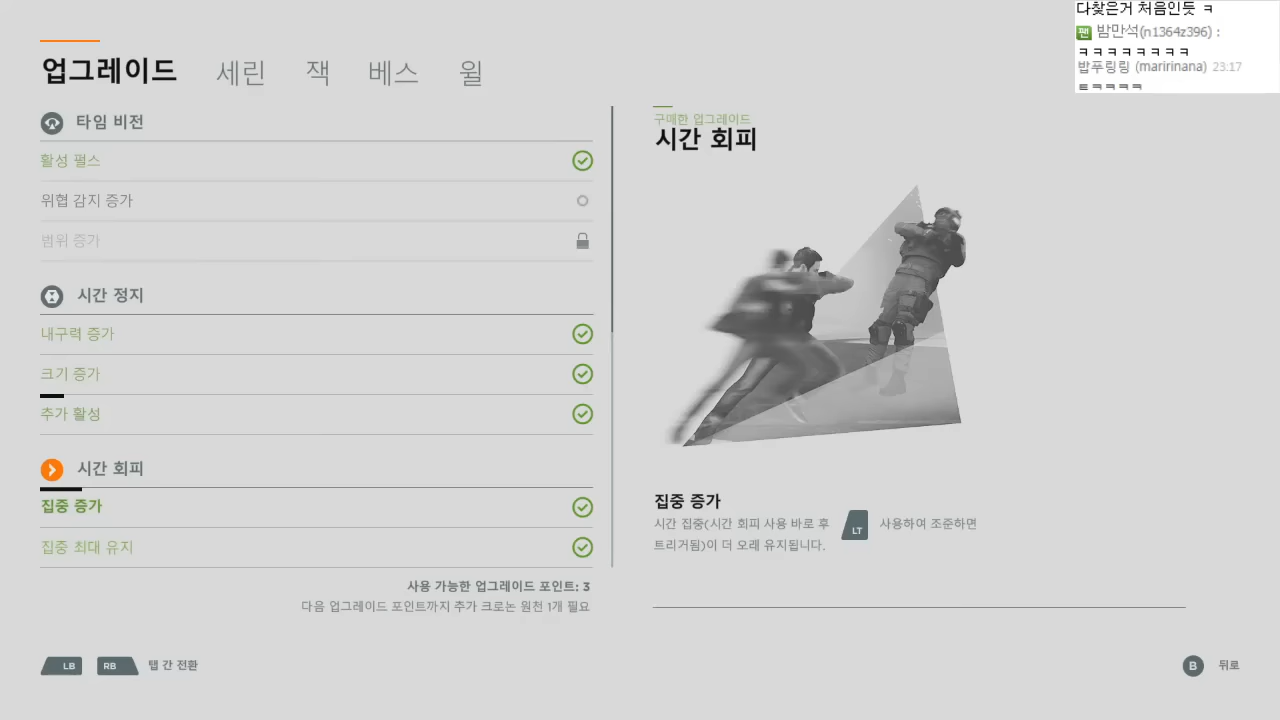 다찾은거 처음인듯 ㅋ
팬 밤만석(n1364z396) :
ㅋㅋㅋㅋㅋㅋㅋㅋ
밥푸링링 (maririnana) 23:17
ㅌㅋㅋㅋㅋ
업그레이드 세린 잭 베스 윌
타임 비전
활성 펄스
위협 감지 증가
범위 증가
시간 정지
내구력 증가
크기 증가
추가 활성
시간 회피
집중 증가
집중 최대 유지
사용 가능한 업그레이드 포인트: 3
다음 업그레이드 포인트까지 추가 크로논 원천 1개 필요
구매한 업그레이드
시간 회피
집중 증가
시간 집중(시간 회피 사용 바로 후 LT 사용하여 조준하면
트리거됨)이 더 오래 유지됩니다.
LB RB 탭 간 전환
B 뒤로